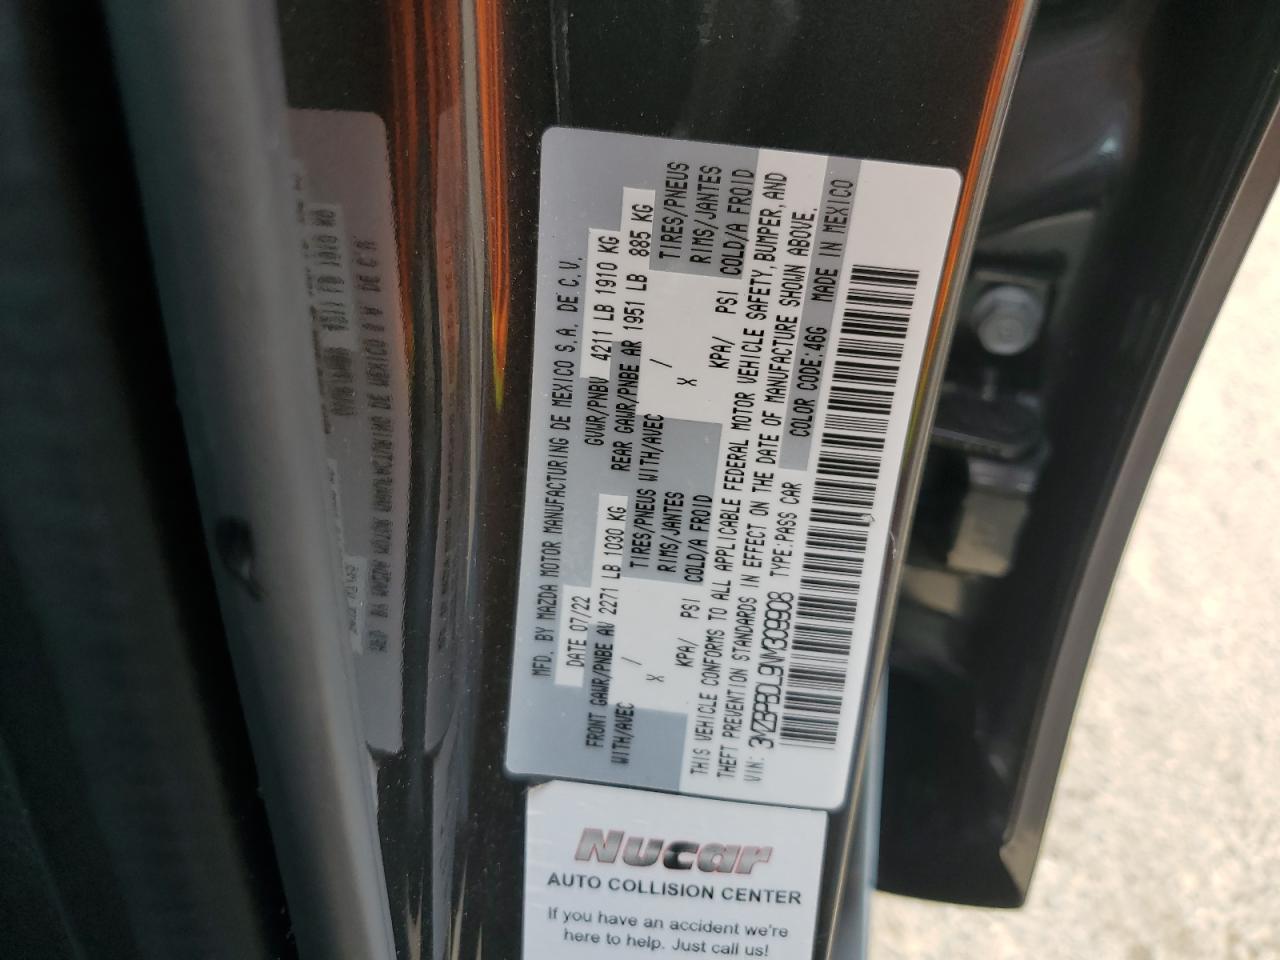 MFD. BY MAZDA MOTOR MANUFACTURING DE MEXICO S.A. DE C.V.
DATE 07/22 GVWR/PNBV 4211 LB 1910 KG
FRONT GAWR/PNBE AV 2271 LB 1030 KG REAR GAWR/PNBE AR 1951 LB 885 KG
WITH/AVEC / TIRES/PNEUS WITH/AVEC / TIRES/PNEUS
X RIMS/JANTES X RIMS/JANTES
KPA/ PSI COLD/A FROID KPA/ PSI COLD/A FROID
THIS VEHICLE CONFORMS TO ALL APPLICABLE FEDERAL MOTOR VEHICLE SAFETY, BUMPER, AND
THEFT PREVENTION STANDARDS IN EFFECT ON THE DATE OF MANUFACTURE SHOWN ABOVE.
VIN: 3MZBPBDL9NM309908 TYPE:PASS CAR COLOR CODE:46G MADE IN MEXICO
Nucar
AUTO COLLISION CENTER
If you have an accident we're
here to help. Just call us!